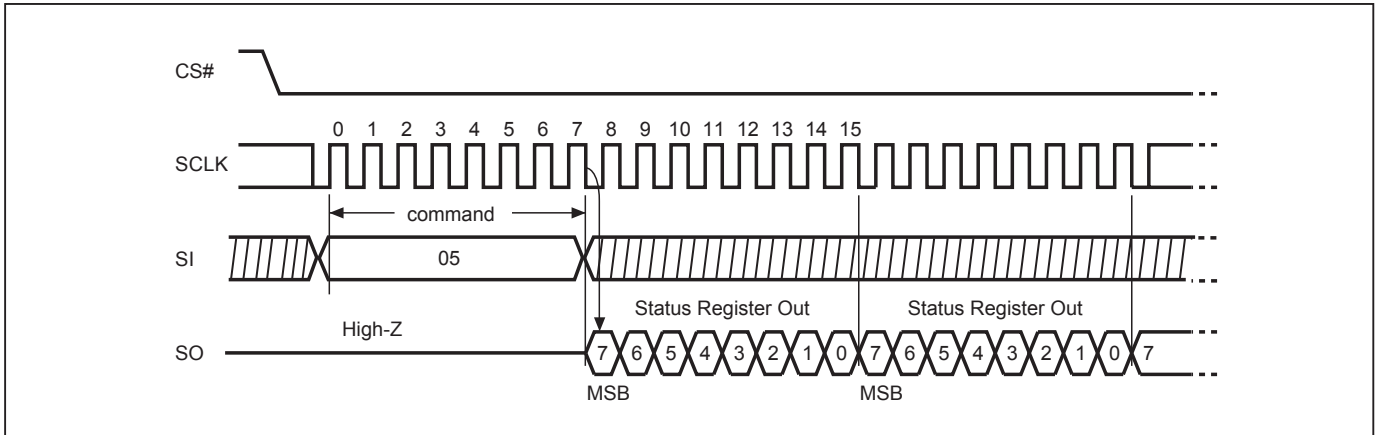 CS#
0 1 2 3 4 5 6 7 8 9 10 11 12 13 14 15
SCLK
command
SI
05
Status Register Out Status Register Out
High-Z
SO
7 6 5 4 3 2 1 0 7 6 5 4 3 2 1 0 7
MSB MSB